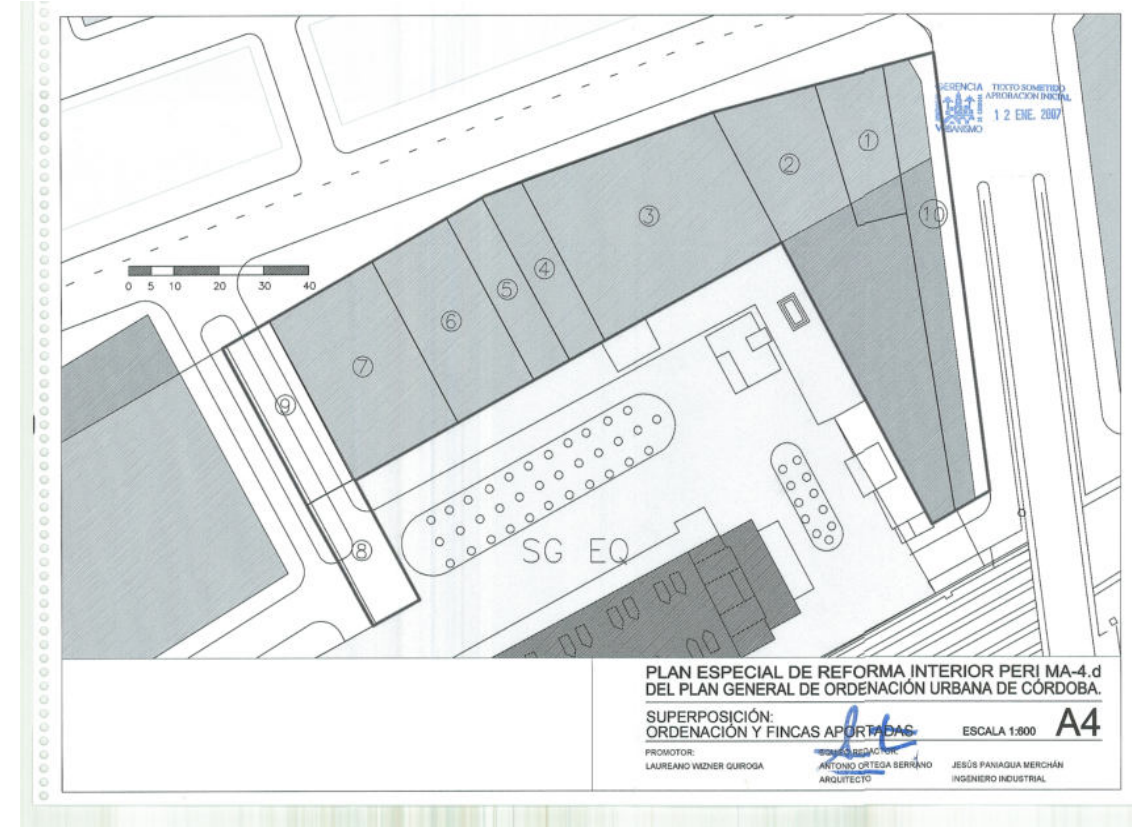 GERENCIA
URBANISMO
TEXTO SOMETIDO
APROBACION INICIAL
1 2 ENE. 2007
1
2
3
4
5
6
7
8
9
10
0 5 10 20 30 40
SG EQ
PLAN ESPECIAL DE REFORMA INTERIOR PERI MA-4.d
DEL PLAN GENERAL DE ORDENACIÓN URBANA DE CÓRDOBA.
SUPERPOSICIÓN:
ORDENACIÓN Y FINCAS APORTADAS
ESCALA 1:600
A4
PROMOTOR:
LAUREANO WIZNER QUIROGA
REDACTOR:
ANTONIO ORTEGA SERRANO
ARQUITECTO
JESÚS PANIAGUA MERCHÁN
INGENIERO INDUSTRIAL